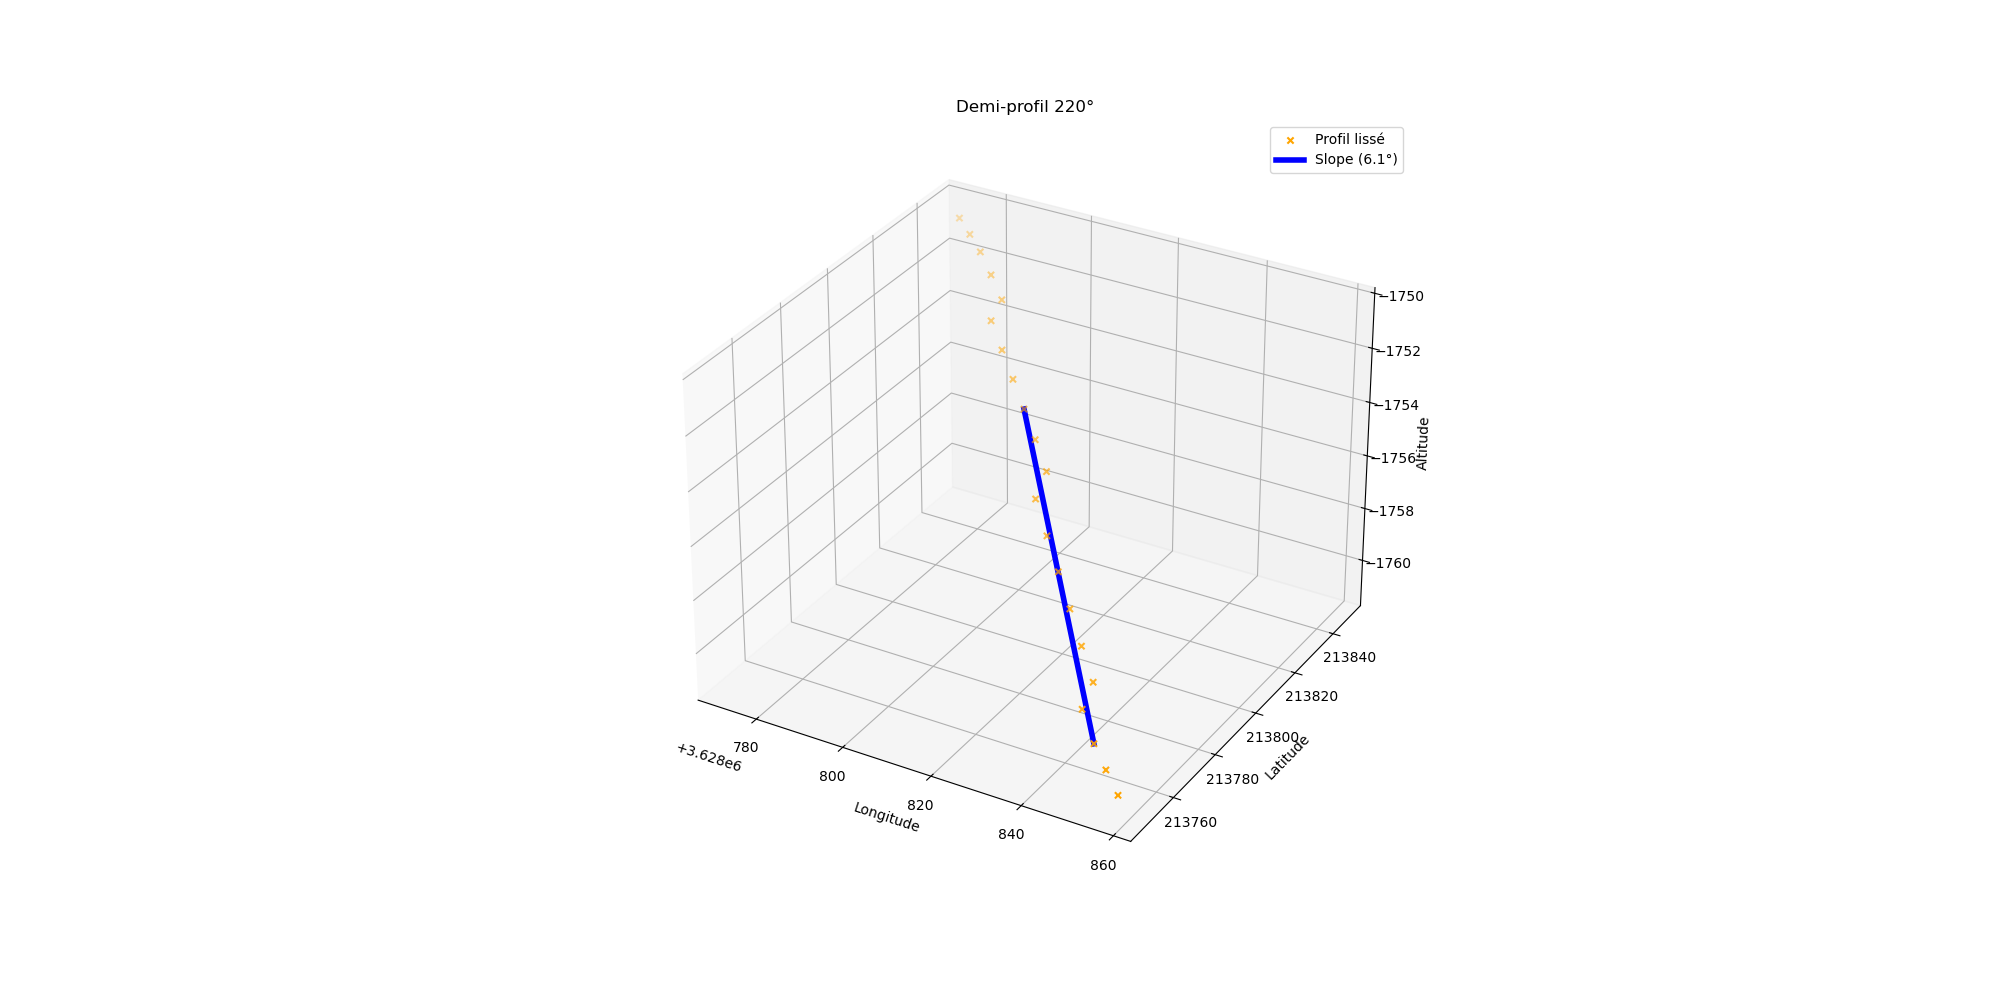 Demi-profil 220°
Profil lissé
Slope (6.1°)
−1750
−1752
−1754
−1756
−1758
−1760
Altitude
213840
213820
213800
213780
213760
Latitude
780
800
820
840
860
+3.628e6
Longitude